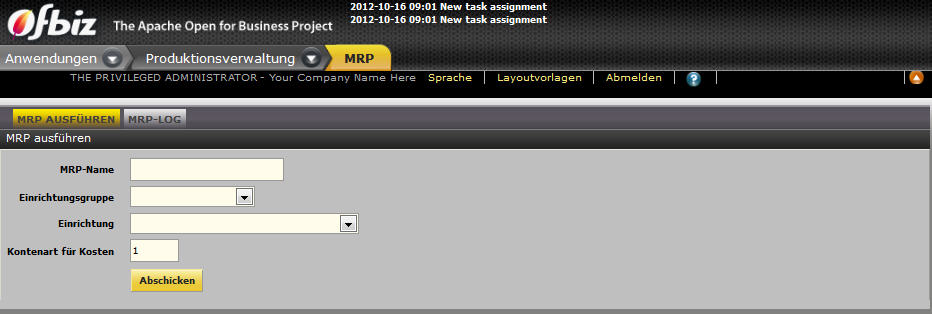 2012-10-16 09:01 New task assignment
2012-10-16 09:01 New task assignment
Ofbiz The Apache Open for Business Project
Anwendungen Produktionsverwaltung MRP
THE PRIVILEGED ADMINISTRATOR - Your Company Name Here Sprache Layoutvorlagen Abmelden ?
MRP AUSFÜHREN MRP-LOG
MRP ausführen
MRP-Name
Einrichtungsgruppe
Einrichtung
Kontenart für Kosten 1
Abschicken